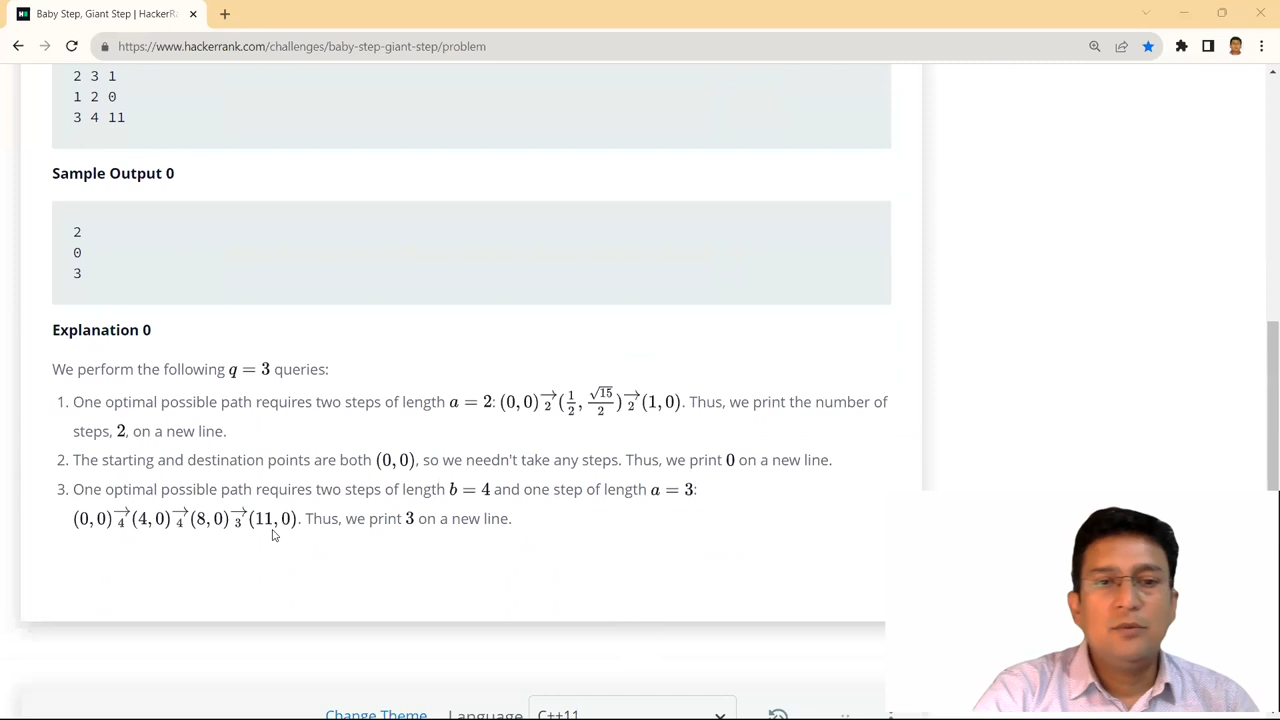 Baby Step, Giant Step | HackerR
https://www.hackerrank.com/challenges/baby-step-giant-step/problem
2 3 1
1 2 0
3 4 11
Sample Output 0
2
0
3
Explanation 0
We perform the following q = 3 queries:
1. One optimal possible path requires two steps of length a = 2: (0,0) →2 (1/2, √15/2) →2 (1,0). Thus, we print the number of
steps, 2, on a new line.
2. The starting and destination points are both (0,0), so we needn't take any steps. Thus, we print 0 on a new line.
3. One optimal possible path requires two steps of length b = 4 and one step of length a = 3:
(0,0) →4 (4,0) →4 (8,0) →3 (11,0). Thus, we print 3 on a new line.
Change Theme Language C++11